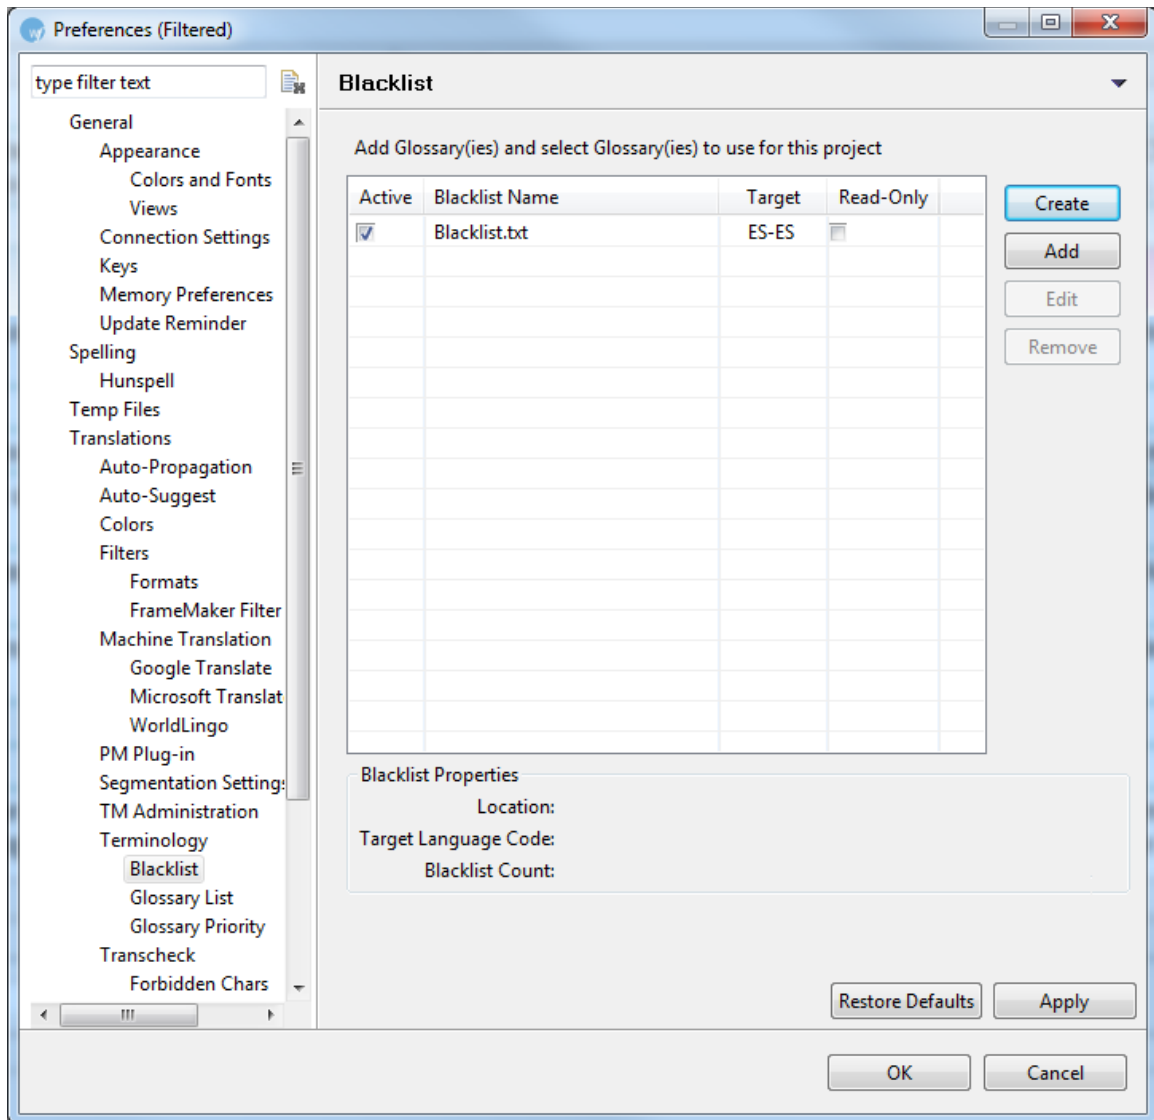 Preferences (Filtered)
type filter text
General
Appearance
Colors and Fonts
Views
Connection Settings
Keys
Memory Preferences
Update Reminder
Spelling
Hunspell
Temp Files
Translations
Auto-Propagation
Auto-Suggest
Colors
Filters
Formats
FrameMaker Filter
Machine Translation
Google Translate
Microsoft Translat
WorldLingo
PM Plug-in
Segmentation Settings
TM Administration
Terminology
Blacklist
Glossary List
Glossary Priority
Transcheck
Forbidden Chars
Blacklist
Add Glossary(ies) and select Glossary(ies) to use for this project
Active Blacklist Name Target Read-Only
Blacklist.txt ES-ES
Create
Add
Edit
Remove
Blacklist Properties
Location:
Target Language Code:
Blacklist Count:
Restore Defaults Apply
OK Cancel